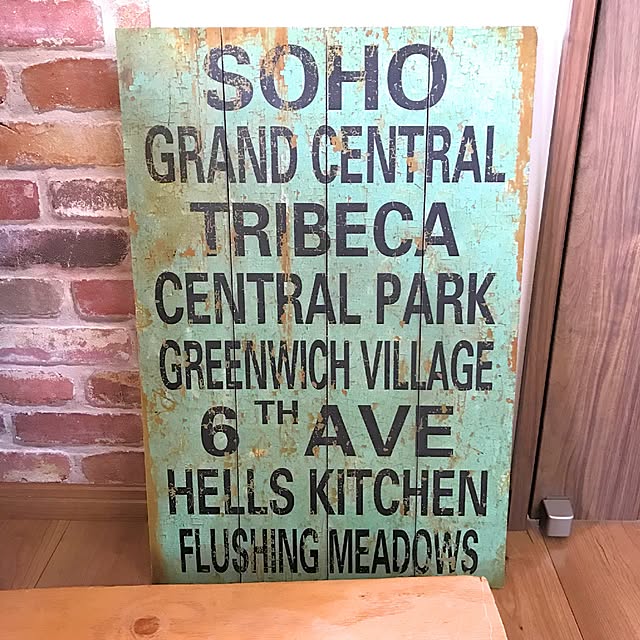 SOHO
GRAND CENTRAL
TRIBECA
CENTRAL PARK
GREENWICH VILLAGE
6TH AVE
HELLS KITCHEN
FLUSHING MEADOWS